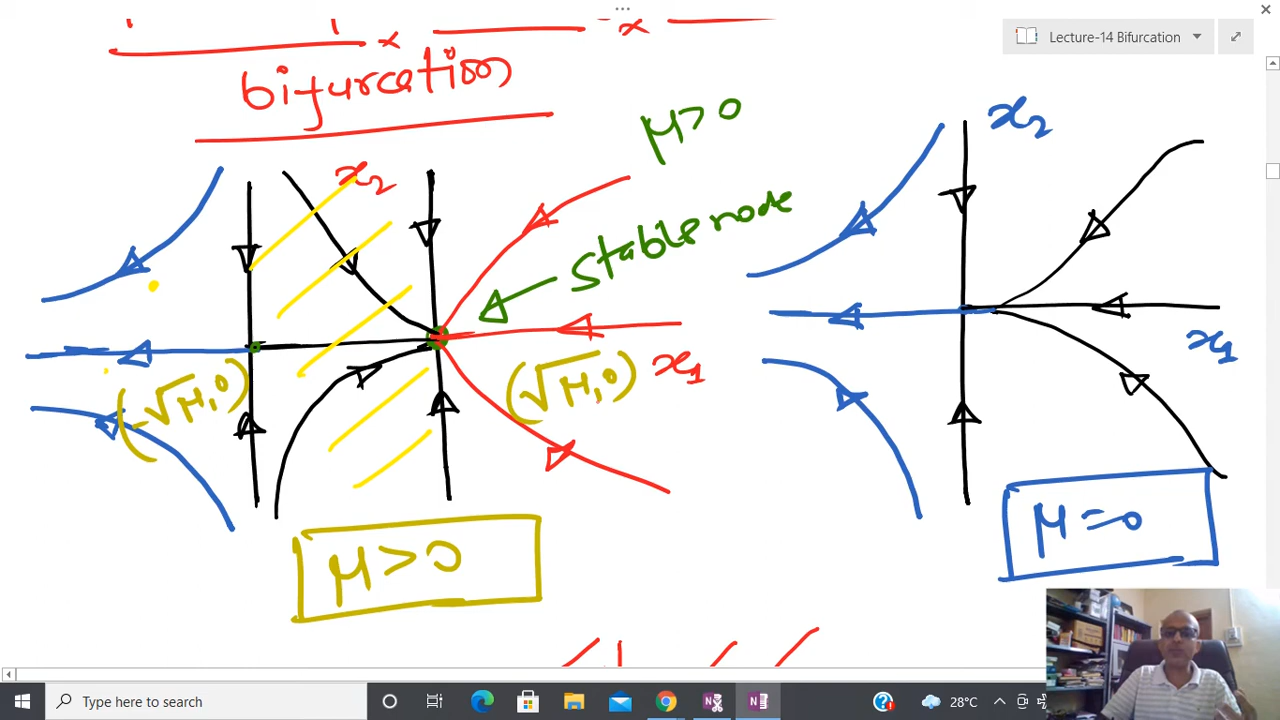 Lecture-14 Bifurcation
bifurcation
μ>0
x₂
x₂
stable node
x₁
x₁
(-√μ,0)
(√μ,0)
μ>0
μ=0
Type here to search
28°C